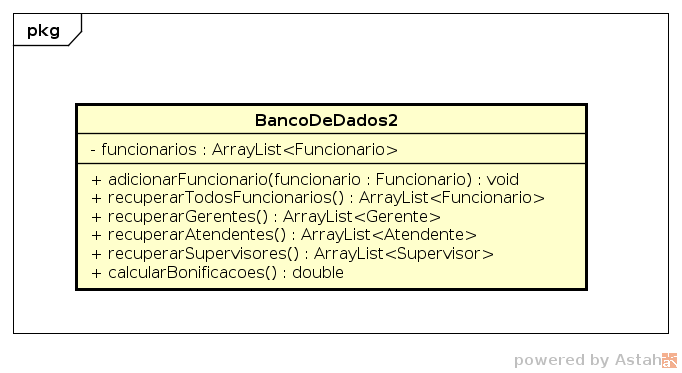 pkg
BancoDeDados2
- funcionarios : ArrayList<Funcionario>
+ adicionarFuncionario(funcionario : Funcionario) : void
+ recuperarTodosFuncionarios() : ArrayList<Funcionario>
+ recuperarGerentes() : ArrayList<Gerente>
+ recuperarAtendentes() : ArrayList<Atendente>
+ recuperarSupervisores() : ArrayList<Supervisor>
+ calcularBonificacoes() : double
powered by Astah